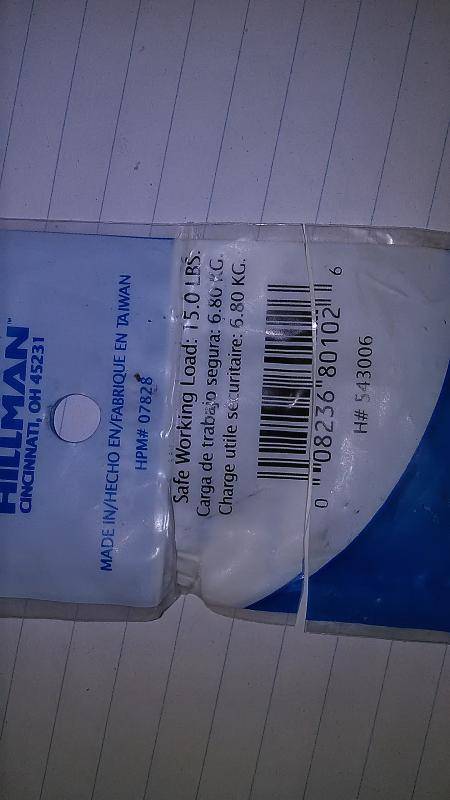 HILLMAN™
CINCINNATI, OH 45231
MADE IN/HECHO EN/FABRIQUE EN TAIWAN
HPM# 07828
Safe Working Load: 15.0 LBS.
Carga de trabajo segura: 6.80 KG.
Charge utile sécuritaire: 6.80 KG.
0 08236 80102 6
H# 543006